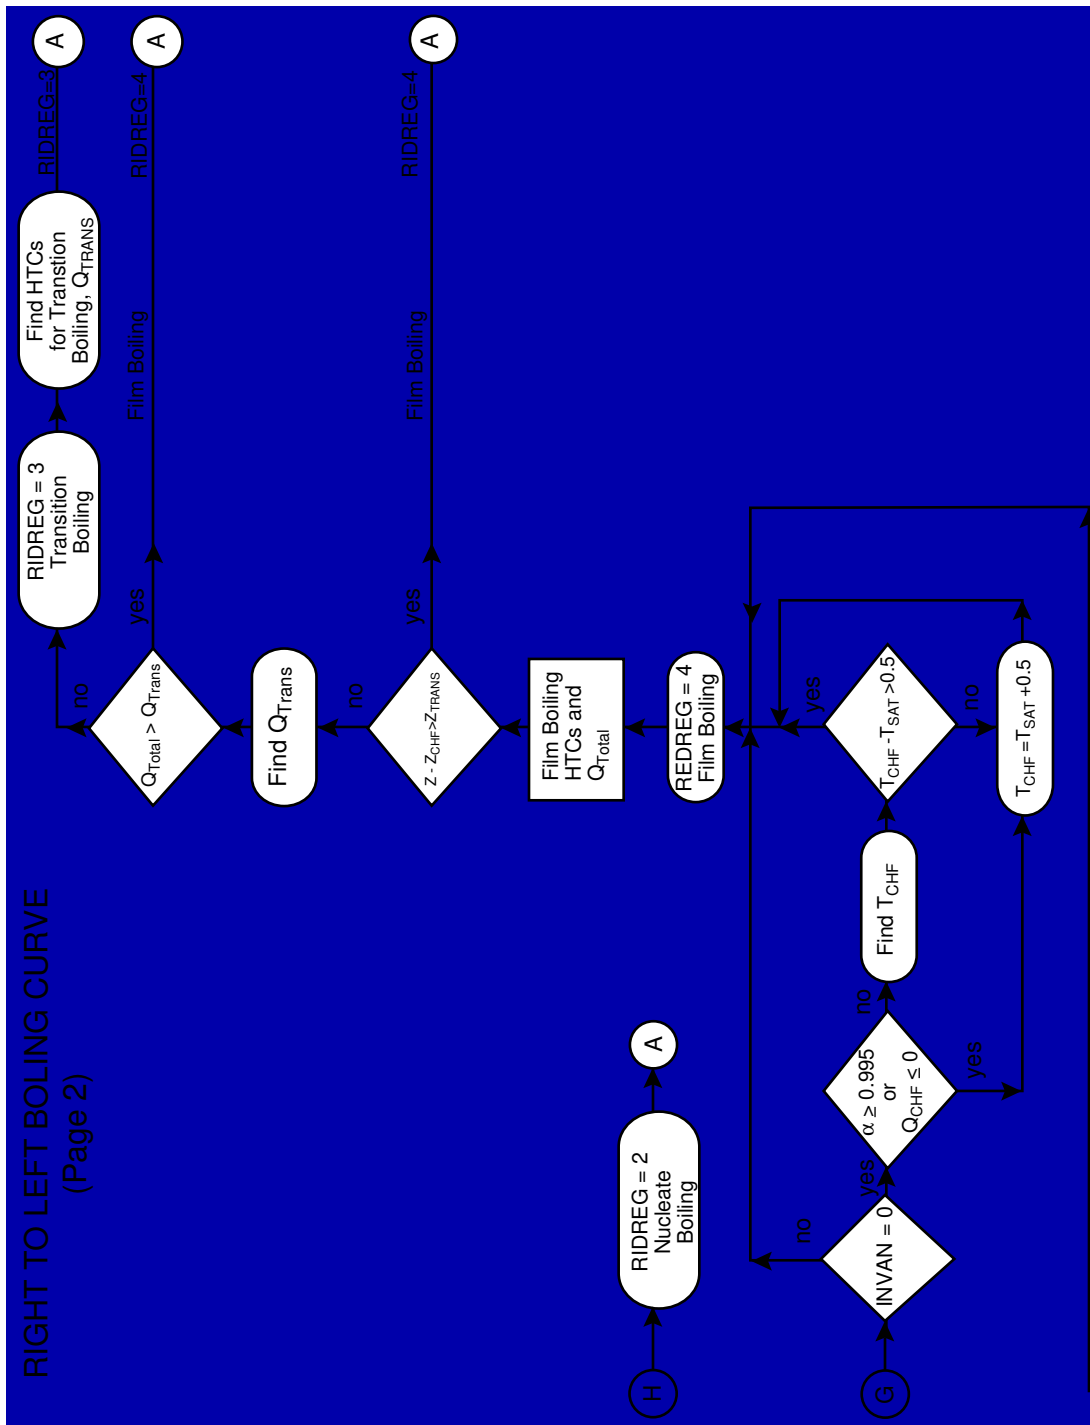 RIGHT TO LEFT BOLING CURVE
(Page 2)
RIDREG = 3
Transition
Boiling
Find HTCs
for Transtion
Boiling, QTRANS
RIDREG=3
A
no
QTotal > QTrans
yes
Film Boiling
RIDREG=4
A
Find QTrans
no
Z - ZCHF>ZTRANS
yes
Film Boiling
RIDREG=4
A
Film Boiling
HTCs and
QTotal
REDREG = 4
Film Boiling
H
RIDREG = 2
Nucleate
Boiling
A
G
INVAN = 0
no
yes
α ≥ 0.995
or
QCHF ≤ 0
no
yes
Find TCHF
TCHF - TSAT >0.5
yes
no
TCHF = TSAT +0.5